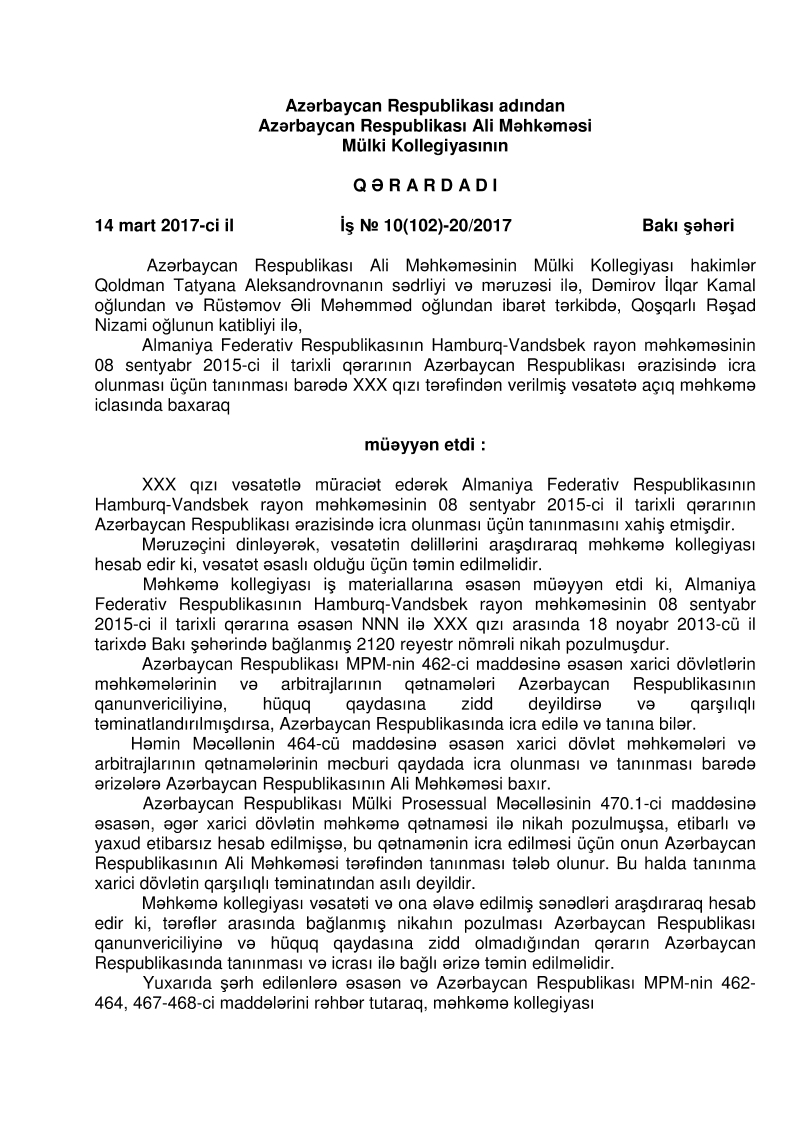 Azərbaycan Respublikası adından
Azərbaycan Respublikası Ali Məhkəməsi
Mülki Kollegiyasının
Q Ə R A R D A D I
14 mart 2017-ci il İş № 10(102)-20/2017 Bakı şəhəri
Azərbaycan Respublikası Ali Məhkəməsinin Mülki Kollegiyası hakimlər
Qoldman Tatyana Aleksandrovnanın sədrliyi və məruzəsi ilə, Dəmirov İlqar Kamal
oğlundan və Rüstəmov Əli Məhəmməd oğlundan ibarət tərkibdə, Qoşqarlı Rəşad
Nizami oğlunun katibliyi ilə,
Almaniya Federativ Respublikasının Hamburq-Vandsbek rayon məhkəməsinin
08 sentyabr 2015-ci il tarixli qərarının Azərbaycan Respublikası ərazisində icra
olunması üçün tanınması barədə XXX qızı tərəfindən verilmiş vəsatətə açıq məhkəmə
iclasında baxaraq
müəyyən etdi :
XXX qızı vəsatətlə müraciət edərək Almaniya Federativ Respublikasının
Hamburq-Vandsbek rayon məhkəməsinin 08 sentyabr 2015-ci il tarixli qərarının
Azərbaycan Respublikası ərazisində icra olunması üçün tanınmasını xahiş etmişdir.
Məruzəçini dinləyərək, vəsatətin dəlillərini araşdıraraq məhkəmə kollegiyası
hesab edir ki, vəsatət əsaslı olduğu üçün təmin edilməlidir.
Məhkəmə kollegiyası iş materiallarına əsasən müəyyən etdi ki, Almaniya
Federativ Respublikasının Hamburq-Vandsbek rayon məhkəməsinin 08 sentyabr
2015-ci il tarixli qərarına əsasən NNN ilə XXX qızı arasında 18 noyabr 2013-cü il
tarixdə Bakı şəhərində bağlanmış 2120 reyestr nömrəli nikah pozulmuşdur.
Azərbaycan Respublikası MPM-nin 462-ci maddəsinə əsasən xarici dövlətlərin
məhkəmələrinin və arbitrajlarının qətnamələri Azərbaycan Respublikasının
qanunvericiliyinə, hüquq qaydasına zidd deyildirsə və qarşılıqlı
təminatlandırılmışdırsa, Azərbaycan Respublikasında icra edilə və tanına bilər.
Həmin Məcəllənin 464-cü maddəsinə əsasən xarici dövlət məhkəmələri və
arbitrajlarının qətnamələrinin məcburi qaydada icra olunması və tanınması barədə
ərizələrə Azərbaycan Respublikasının Ali Məhkəməsi baxır.
Azərbaycan Respublikası Mülki Prosessual Məcəlləsinin 470.1-ci maddəsinə
əsasən, əgər xarici dövlətin məhkəmə qətnaməsi ilə nikah pozulmuşsa, etibarlı və
yaxud etibarsız hesab edilmişsə, bu qətnamənin icra edilməsi üçün onun Azərbaycan
Respublikasının Ali Məhkəməsi tərəfindən tanınması tələb olunur. Bu halda tanınma
xarici dövlətin qarşılıqlı təminatından asılı deyildir.
Məhkəmə kollegiyası vəsatəti və ona əlavə edilmiş sənədləri araşdıraraq hesab
edir ki, tərəflər arasında bağlanmış nikahın pozulması Azərbaycan Respublikası
qanunvericiliyinə və hüquq qaydasına zidd olmadığından qərarın Azərbaycan
Respublikasında tanınması və icrası ilə bağlı ərizə təmin edilməlidir.
Yuxarıda şərh edilənlərə əsasən və Azərbaycan Respublikası MPM-nin 462-
464, 467-468-ci maddələrini rəhbər tutaraq, məhkəmə kollegiyası